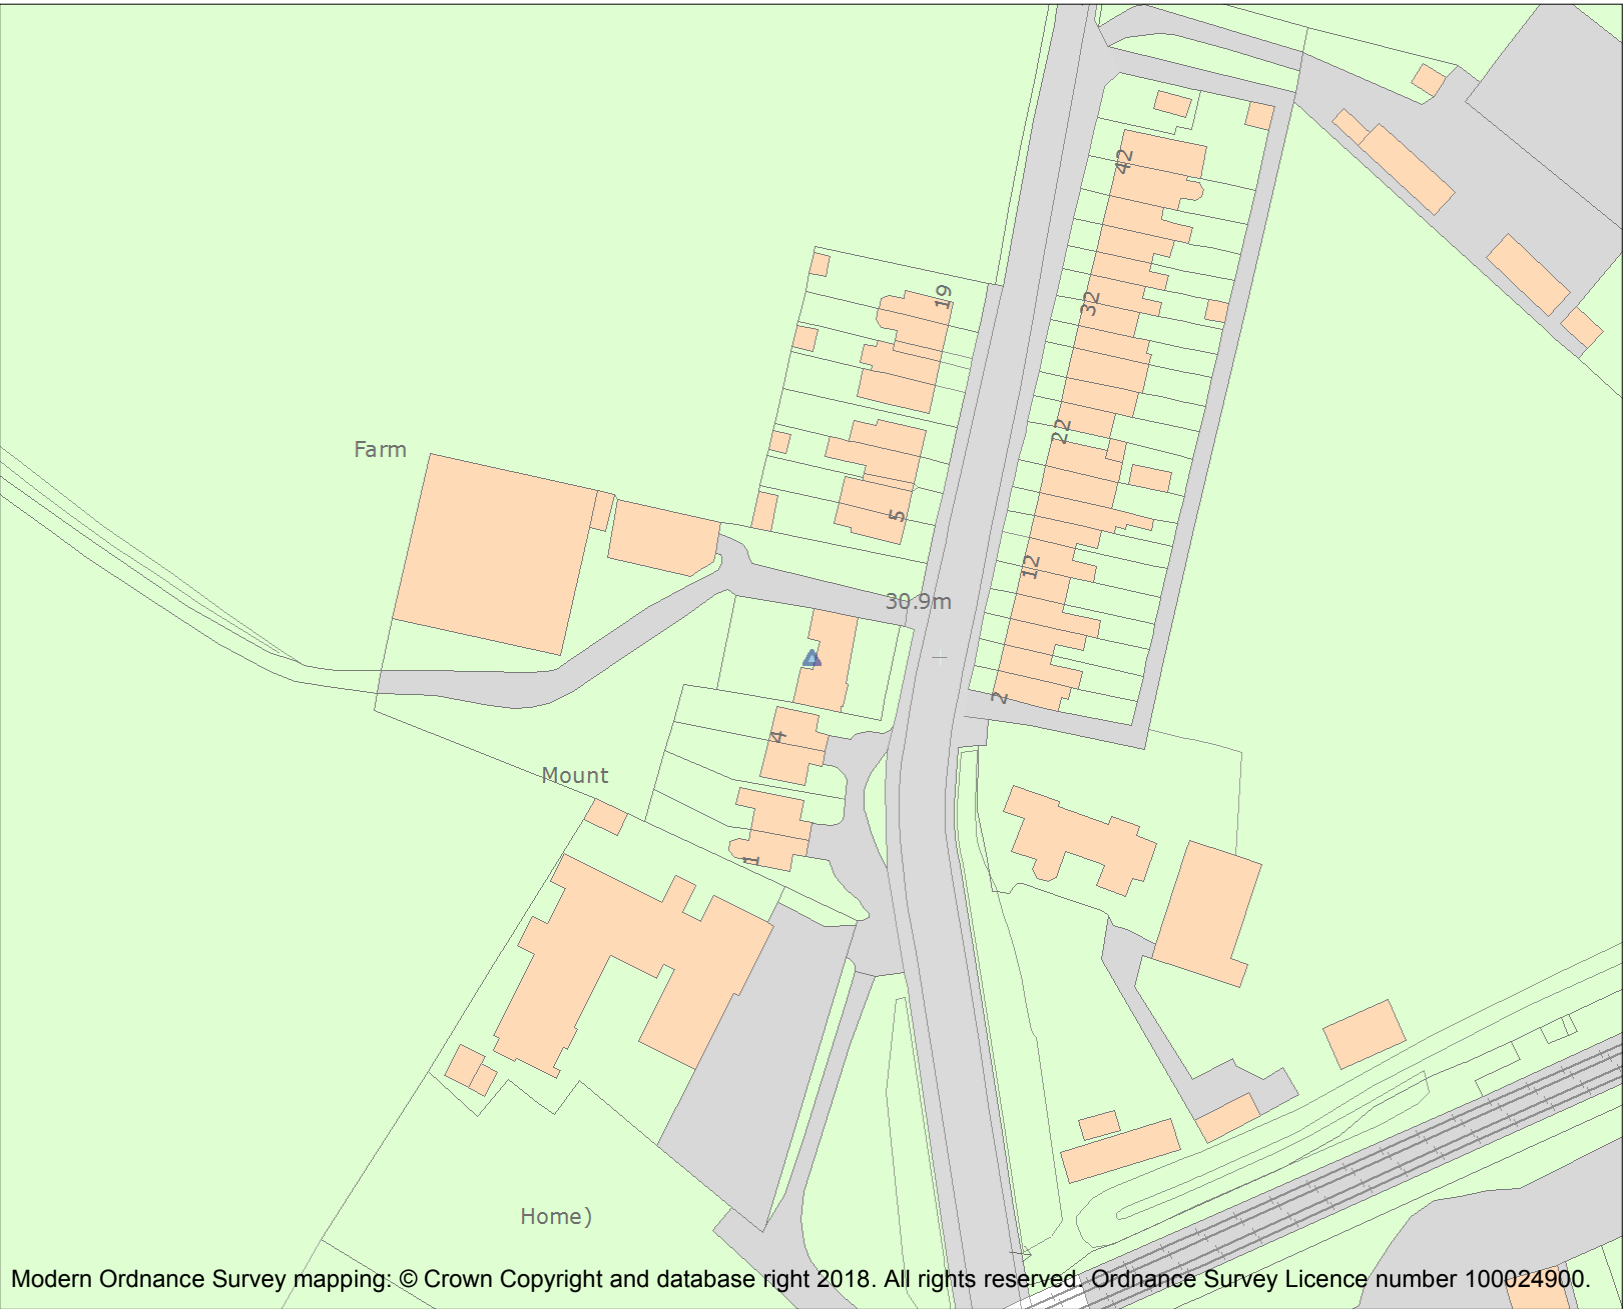 42
19
32
22
Farm
5
12
30.9m
2
4
Mount
1
Home)
Modern Ordnance Survey mapping: © Crown Copyright and database right 2018. All rights reserved. Ordnance Survey Licence number 100024900.